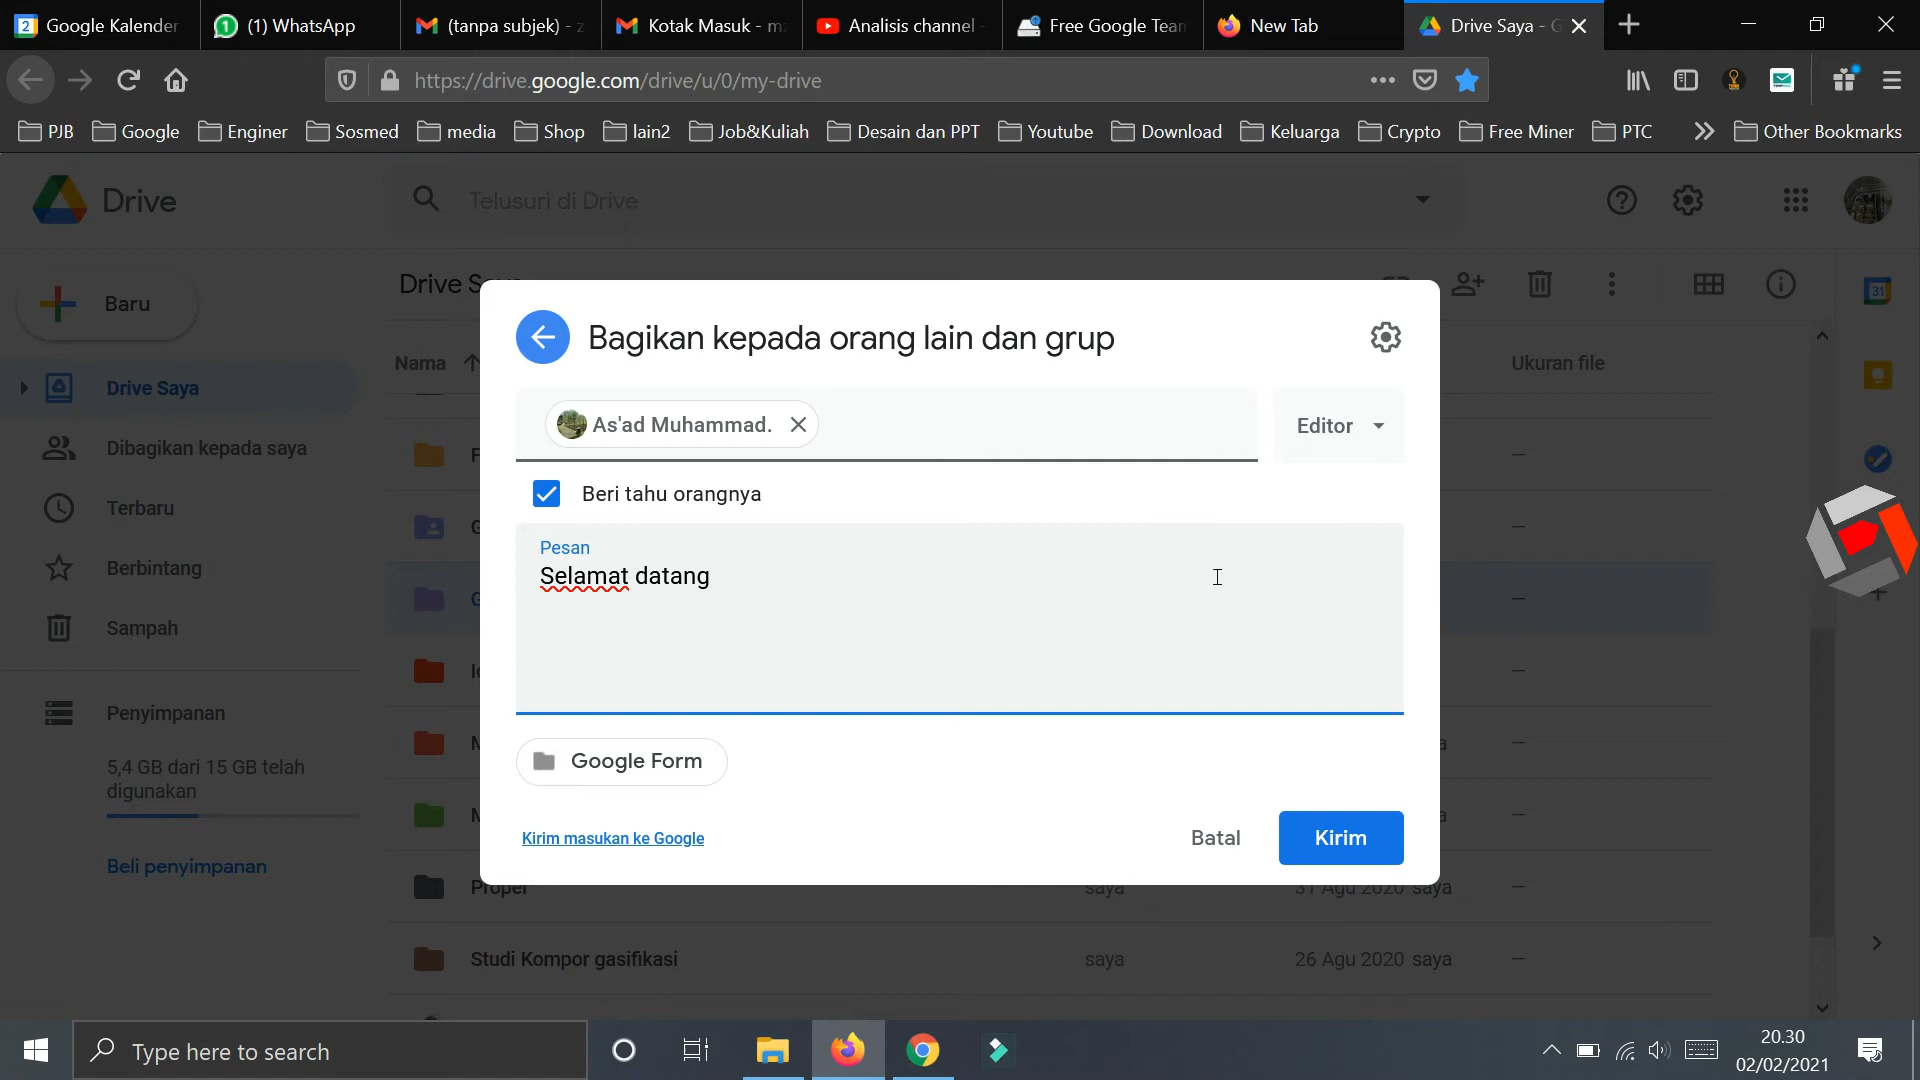 Google Kalender
(1) WhatsApp
(tanpa subjek) - z
Kotak Masuk - m
Analisis channel -
Free Google Tean
New Tab
Drive Saya - G
https://drive.google.com/drive/u/0/my-drive
PJB
Google
Enginer
Sosmed
media
Shop
lain2
Job&Kuliah
Desain dan PPT
Youtube
Download
Keluarga
Crypto
Free Miner
PTC
Other Bookmarks
Drive
Telusuri di Drive
Baru
Drive Saya
Nama
Ukuran file
Drive Saya
Dibagikan kepada saya
Terbaru
Berbintang
Sampah
Penyimpanan
5,4 GB dari 15 GB telah
digunakan
Beli penyimpanan
Bagikan kepada orang lain dan grup
As'ad Muhammad.
Editor
Beri tahu orangnya
Pesan
Selamat datang
Google Form
Kirim masukan ke Google
Batal
Kirim
Proper
saya
31 Agu 2020 saya
Studi Kompor gasifikasi
saya
26 Agu 2020 saya
Type here to search
20.30
02/02/2021